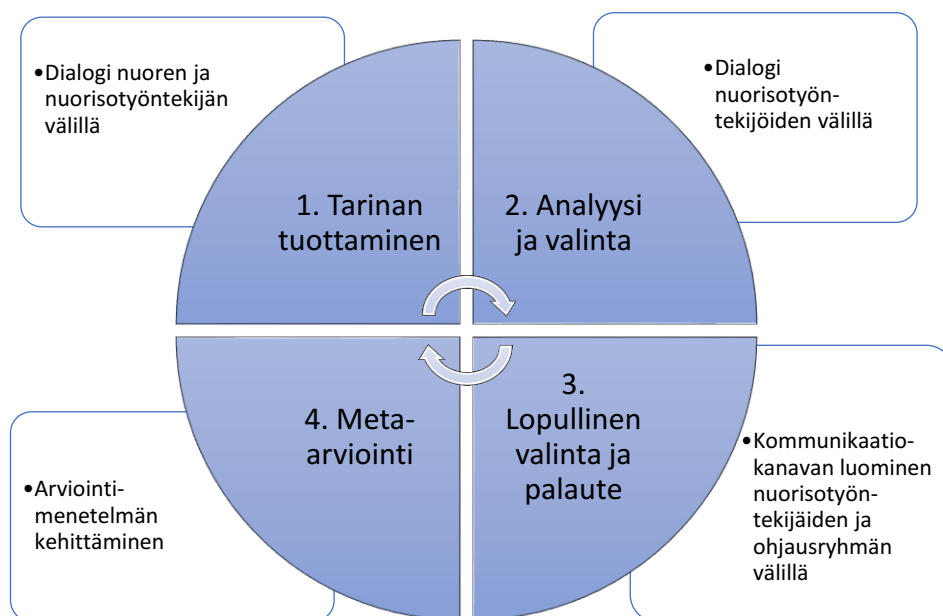 •Dialogi nuoren ja
nuorisotyöntekijän
välillä
1. Tarinan
tuottaminen
•Dialogi
nuorisotyön-
tekijöiden välillä
2. Analyysi
ja valinta
3.
Lopullinen
valinta ja
palaute
•Kommunikaatio-
kanavan luominen
nuorisotyön-
tekijäiden ja
ohjausryhmän
välillä
4. Meta-
arviointi
•Arviointi-
menetelmän
kehittäminen